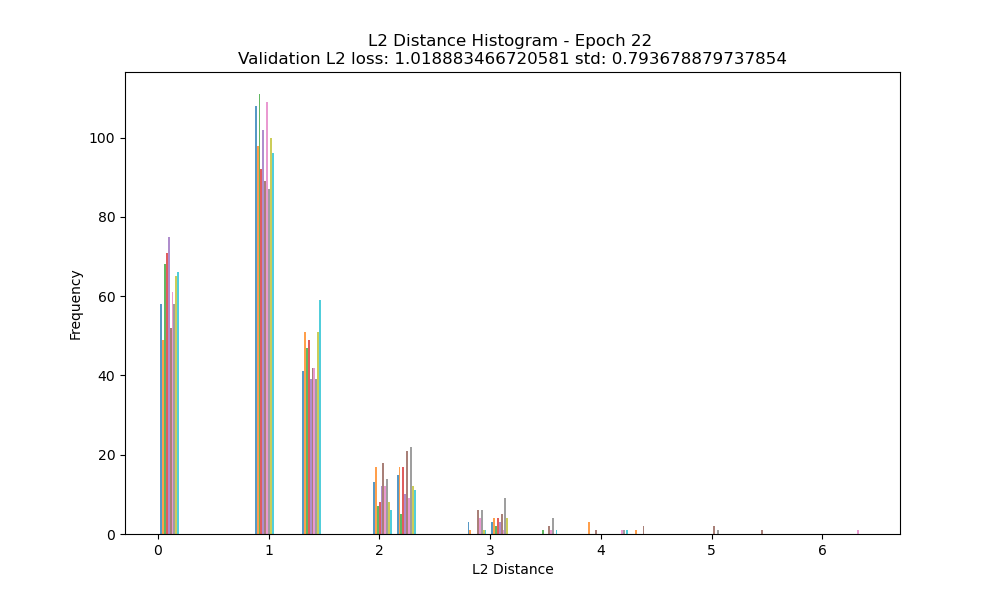 L2 Distance Histogram - Epoch 22
Validation L2 loss: 1.018883466720581 std: 0.793678879737854
Frequency
100
80
60
40
20
0
0 1 2 3 4 5 6
L2 Distance